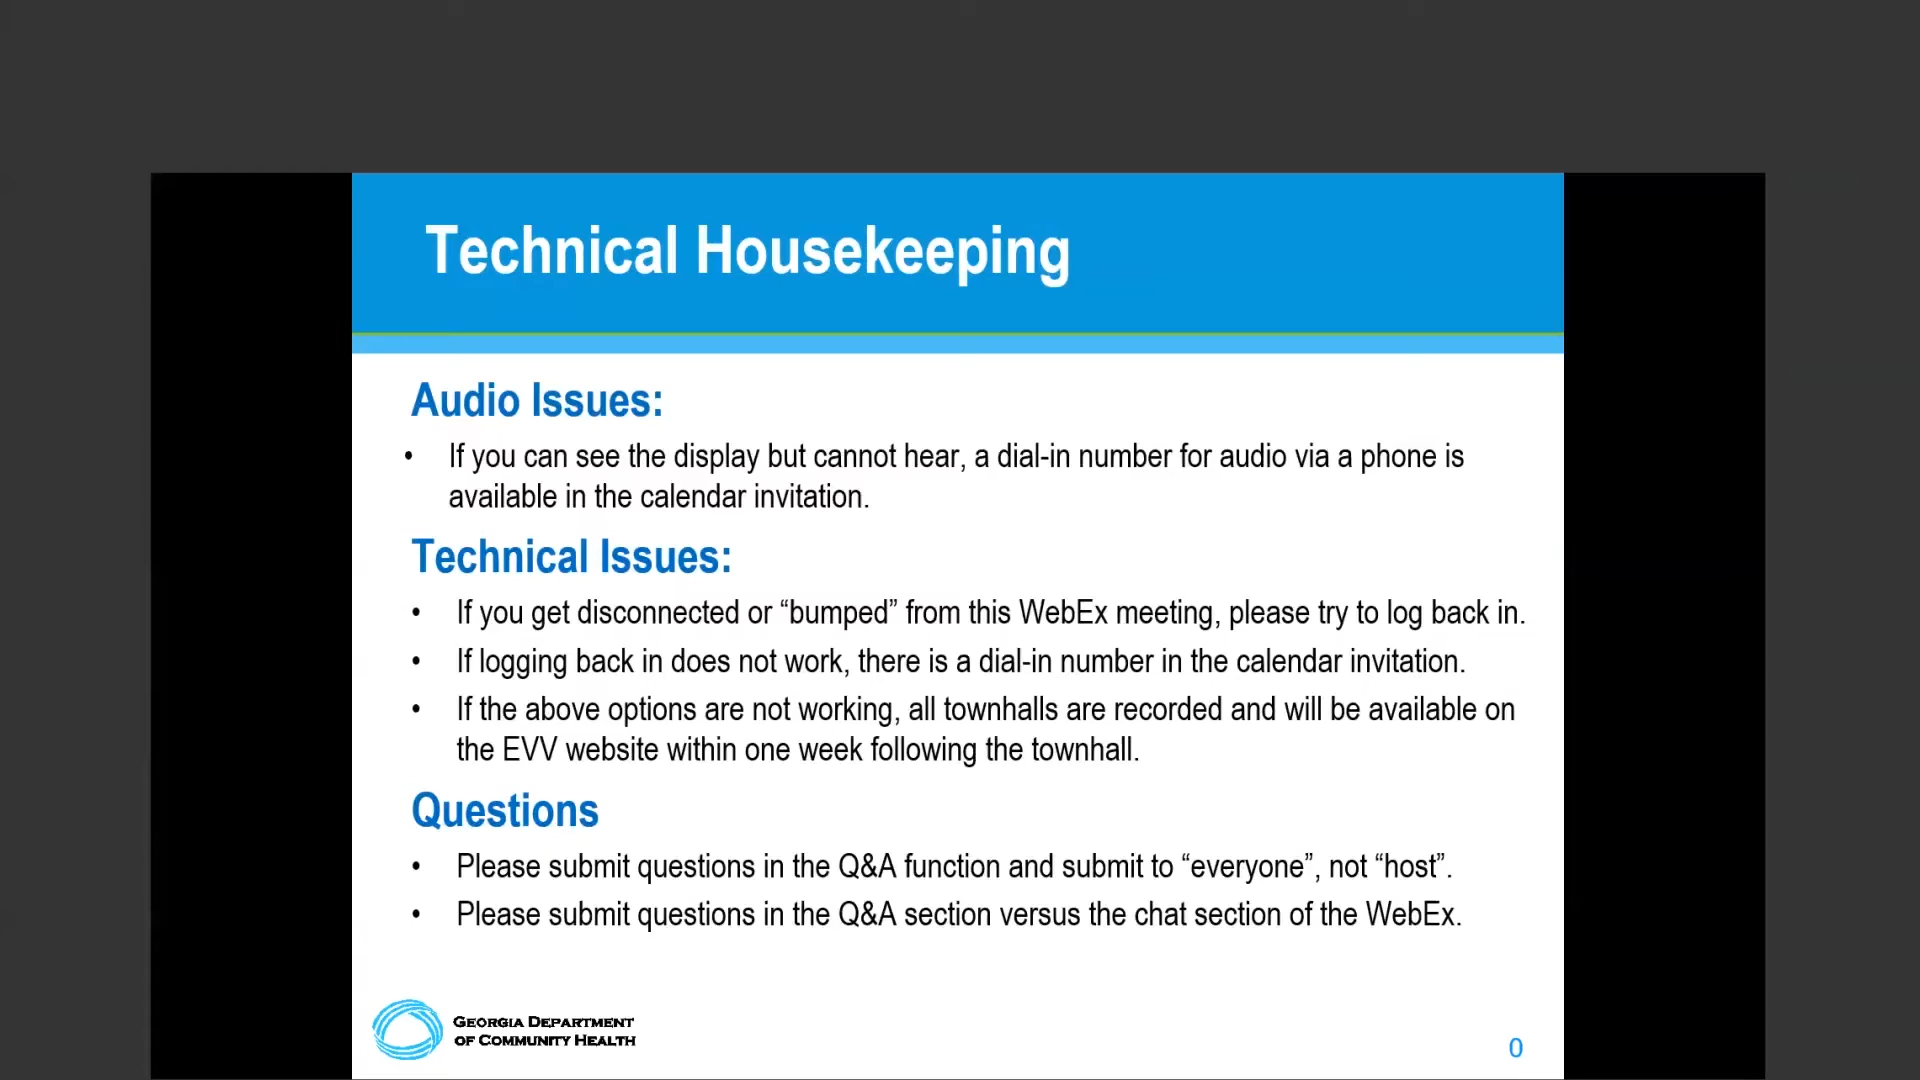 Technical Housekeeping
Audio Issues:
• If you can see the display but cannot hear, a dial-in number for audio via a phone is
available in the calendar invitation.
Technical Issues:
• If you get disconnected or “bumped” from this WebEx meeting, please try to log back in.
• If logging back in does not work, there is a dial-in number in the calendar invitation.
• If the above options are not working, all townhalls are recorded and will be available on
the EVV website within one week following the townhall.
Questions
• Please submit questions in the Q&A function and submit to “everyone”, not “host”.
• Please submit questions in the Q&A section versus the chat section of the WebEx.
GEORGIA DEPARTMENT
OF COMMUNITY HEALTH
0